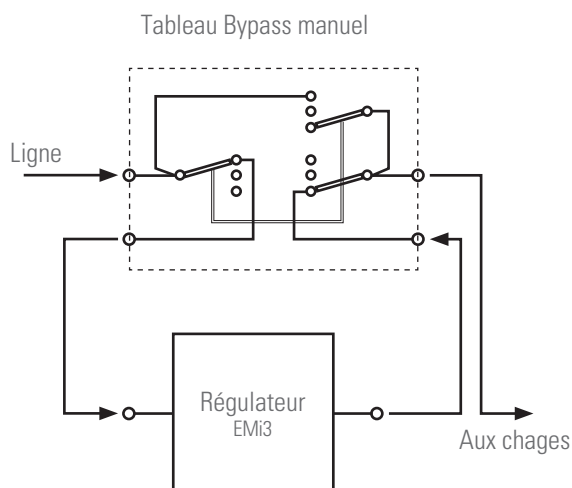 Tableau Bypass manuel
Ligne
Régulateur
EMi3
Aux chages